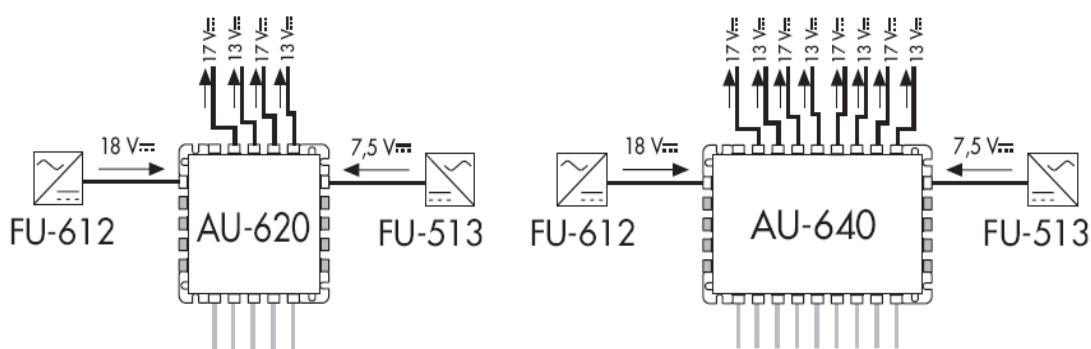 17 V⎓ 13 V⎓ 17 V⎓ 13 V⎓
17 V⎓ 13 V⎓ 17 V⎓ 13 V⎓ 17 V⎓ 13 V⎓ 17 V⎓ 13 V⎓
18 V⎓ 7,5 V⎓ 18 V⎓ 7,5 V⎓
FU-612 AU-620 FU-513 FU-612 AU-640 FU-513